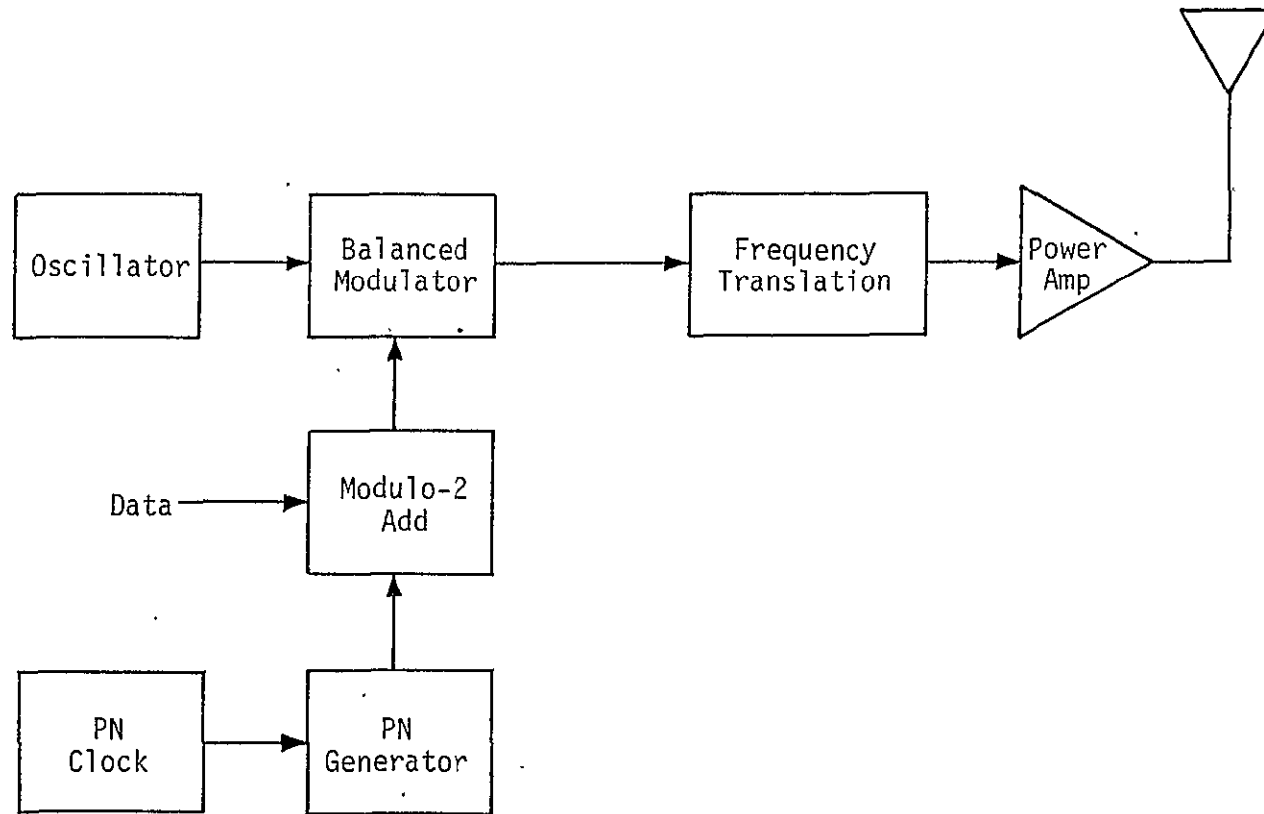 Oscillator
Balanced
Modulator
Frequency
Translation
Power
Amp
Data
Modulo-2
Add
PN
Clock
PN
Generator